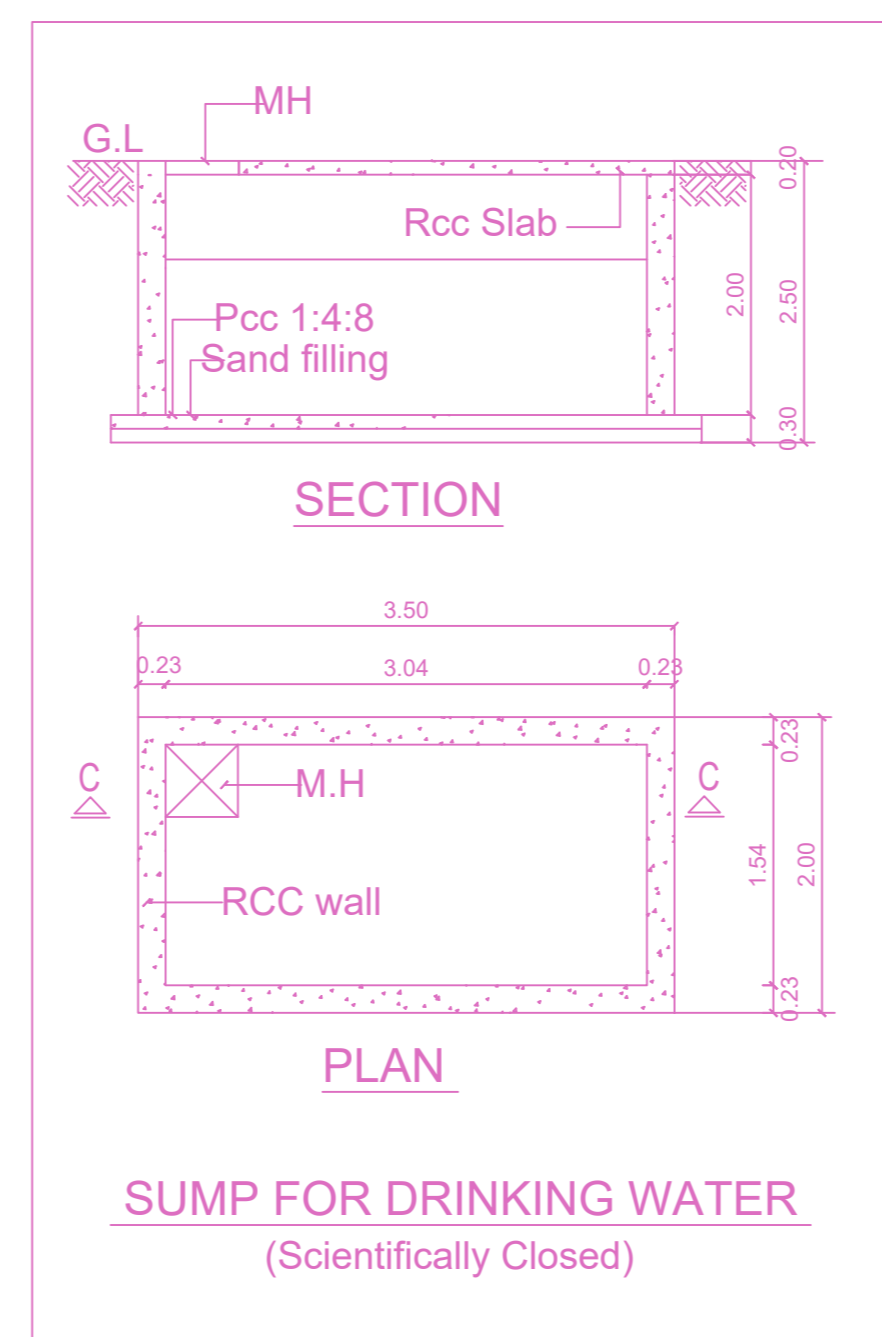 MH
G.L
0.20
Rcc Slab
2.00
2.50
Pcc 1:4:8
Sand filling
0.30
SECTION
3.50
0.23
3.04
0.23
0.23
C
M.H
C
1.54
2.00
RCC wall
0.23
PLAN
SUMP FOR DRINKING WATER
(Scientifically Closed)